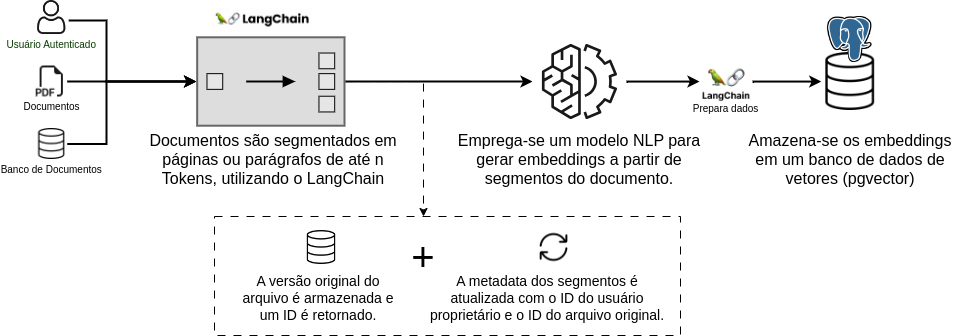 LangChain
Usuário Autenticado
PDF
Documentos
Banco de Documentos
Documentos são segmentados em
páginas ou parágrafos de até n
Tokens, utilizando o LangChain
Emprega-se um modelo NLP para
gerar embeddings a partir de
segmentos do documento.
LangChain
Prepara dados
Amazena-se os embeddings
em um banco de dados de
vetores (pgvector)
+
A versão original do
arquivo é armazenada e
um ID é retornado.
A metadata dos segmentos é
atualizada com o ID do usuário
proprietário e o ID do arquivo original.